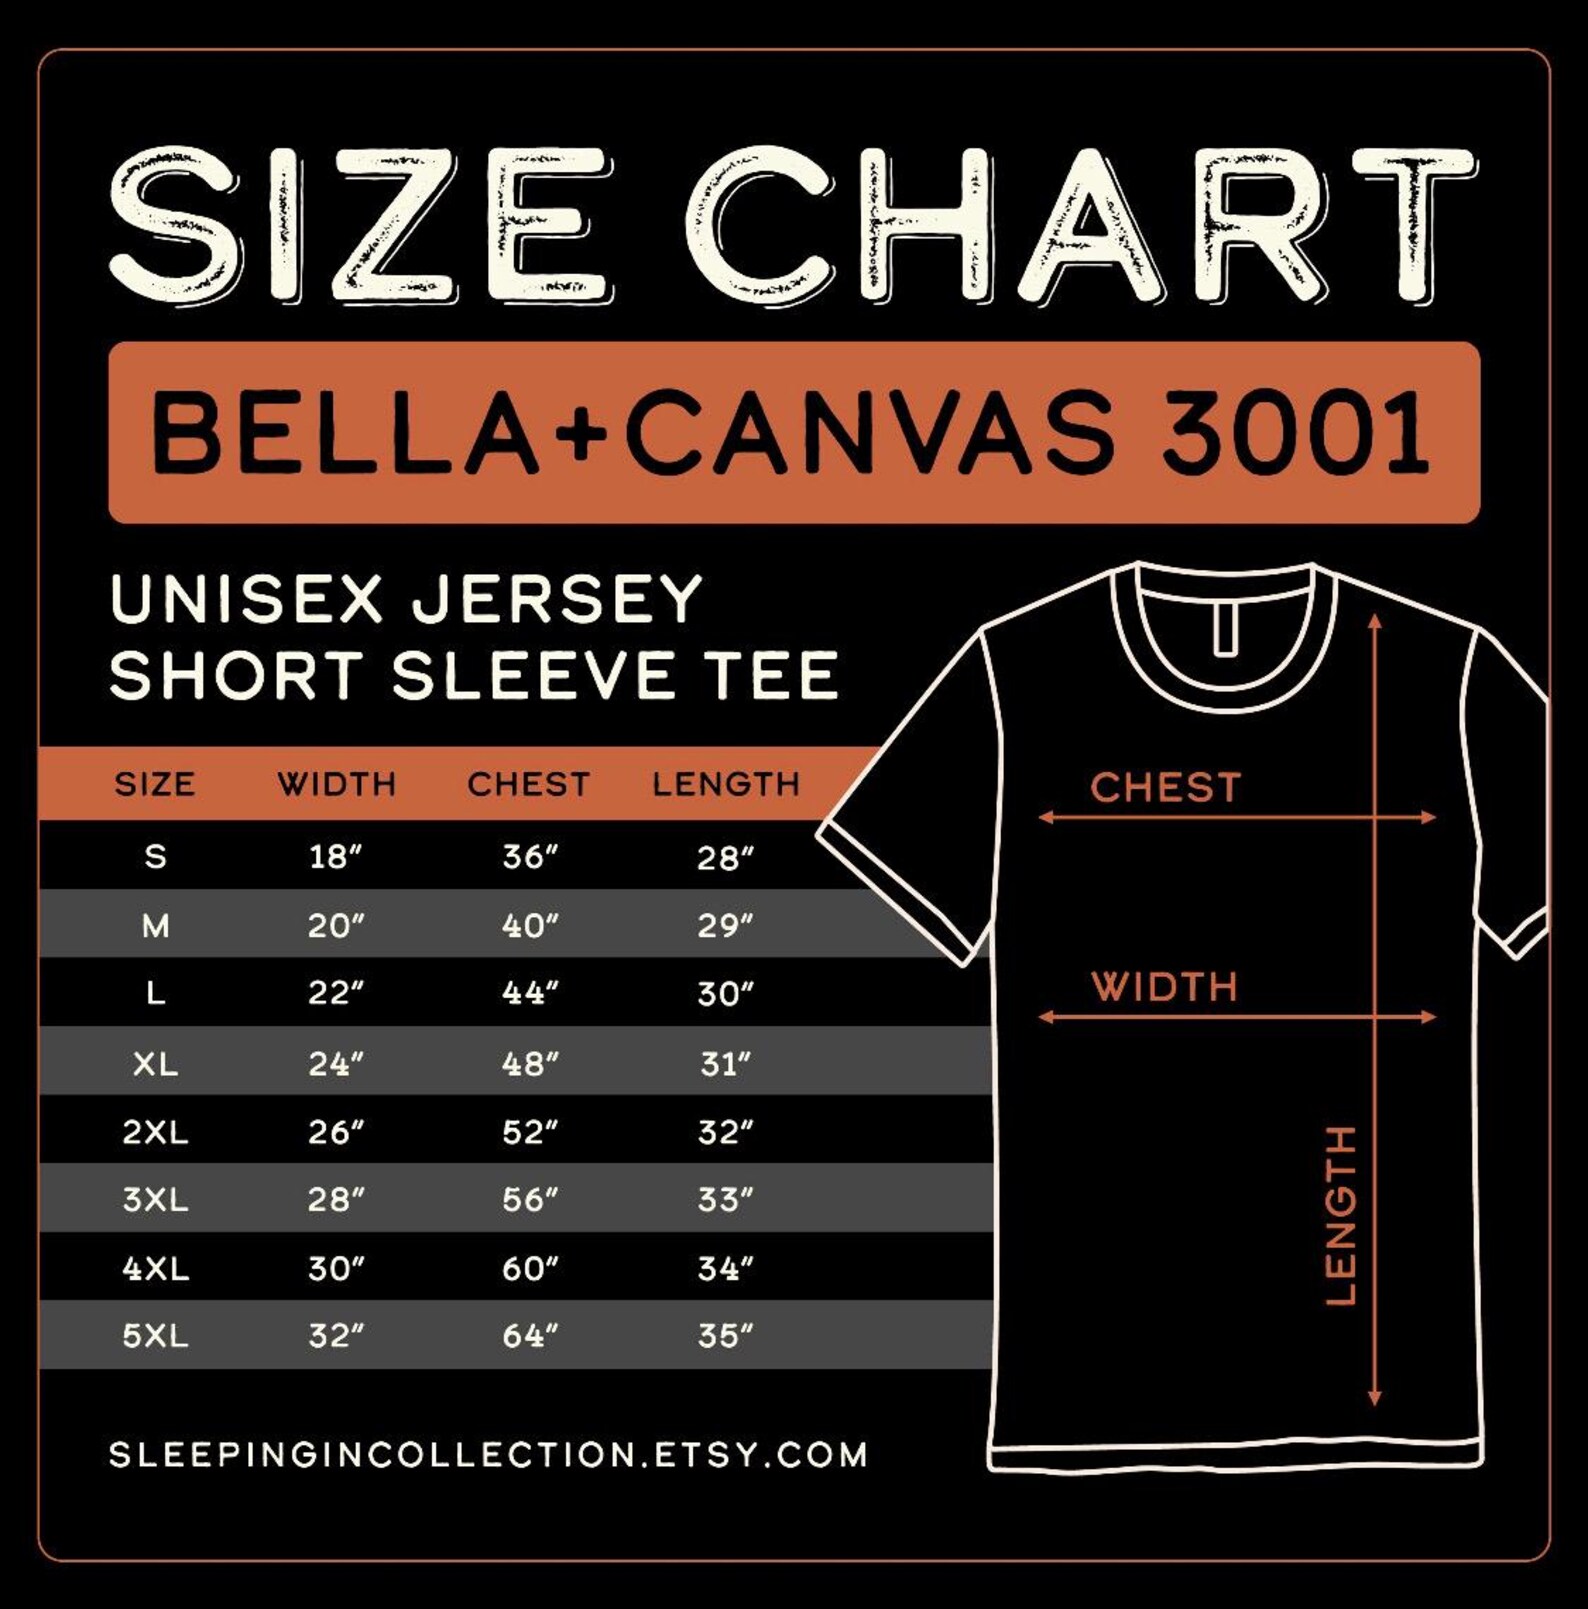 SIZE CHART
BELLA+CANVAS 3001
UNISEX JERSEY
SHORT SLEEVE TEE
SIZE WIDTH CHEST LENGTH
S 18" 36" 28"
M 20" 40" 29"
L 22" 44" 30"
XL 24" 48" 31"
2XL 26" 52" 32"
3XL 28" 56" 33"
4XL 30" 60" 34"
5XL 32" 64" 35"
SLEEPINGINCOLLECTION.ETSY.COM
CHEST
WIDTH
LENGTH